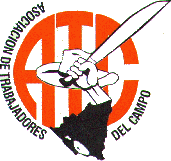 ASOCIACION DE TRABAJADORES
DEL CAMPO
ATC